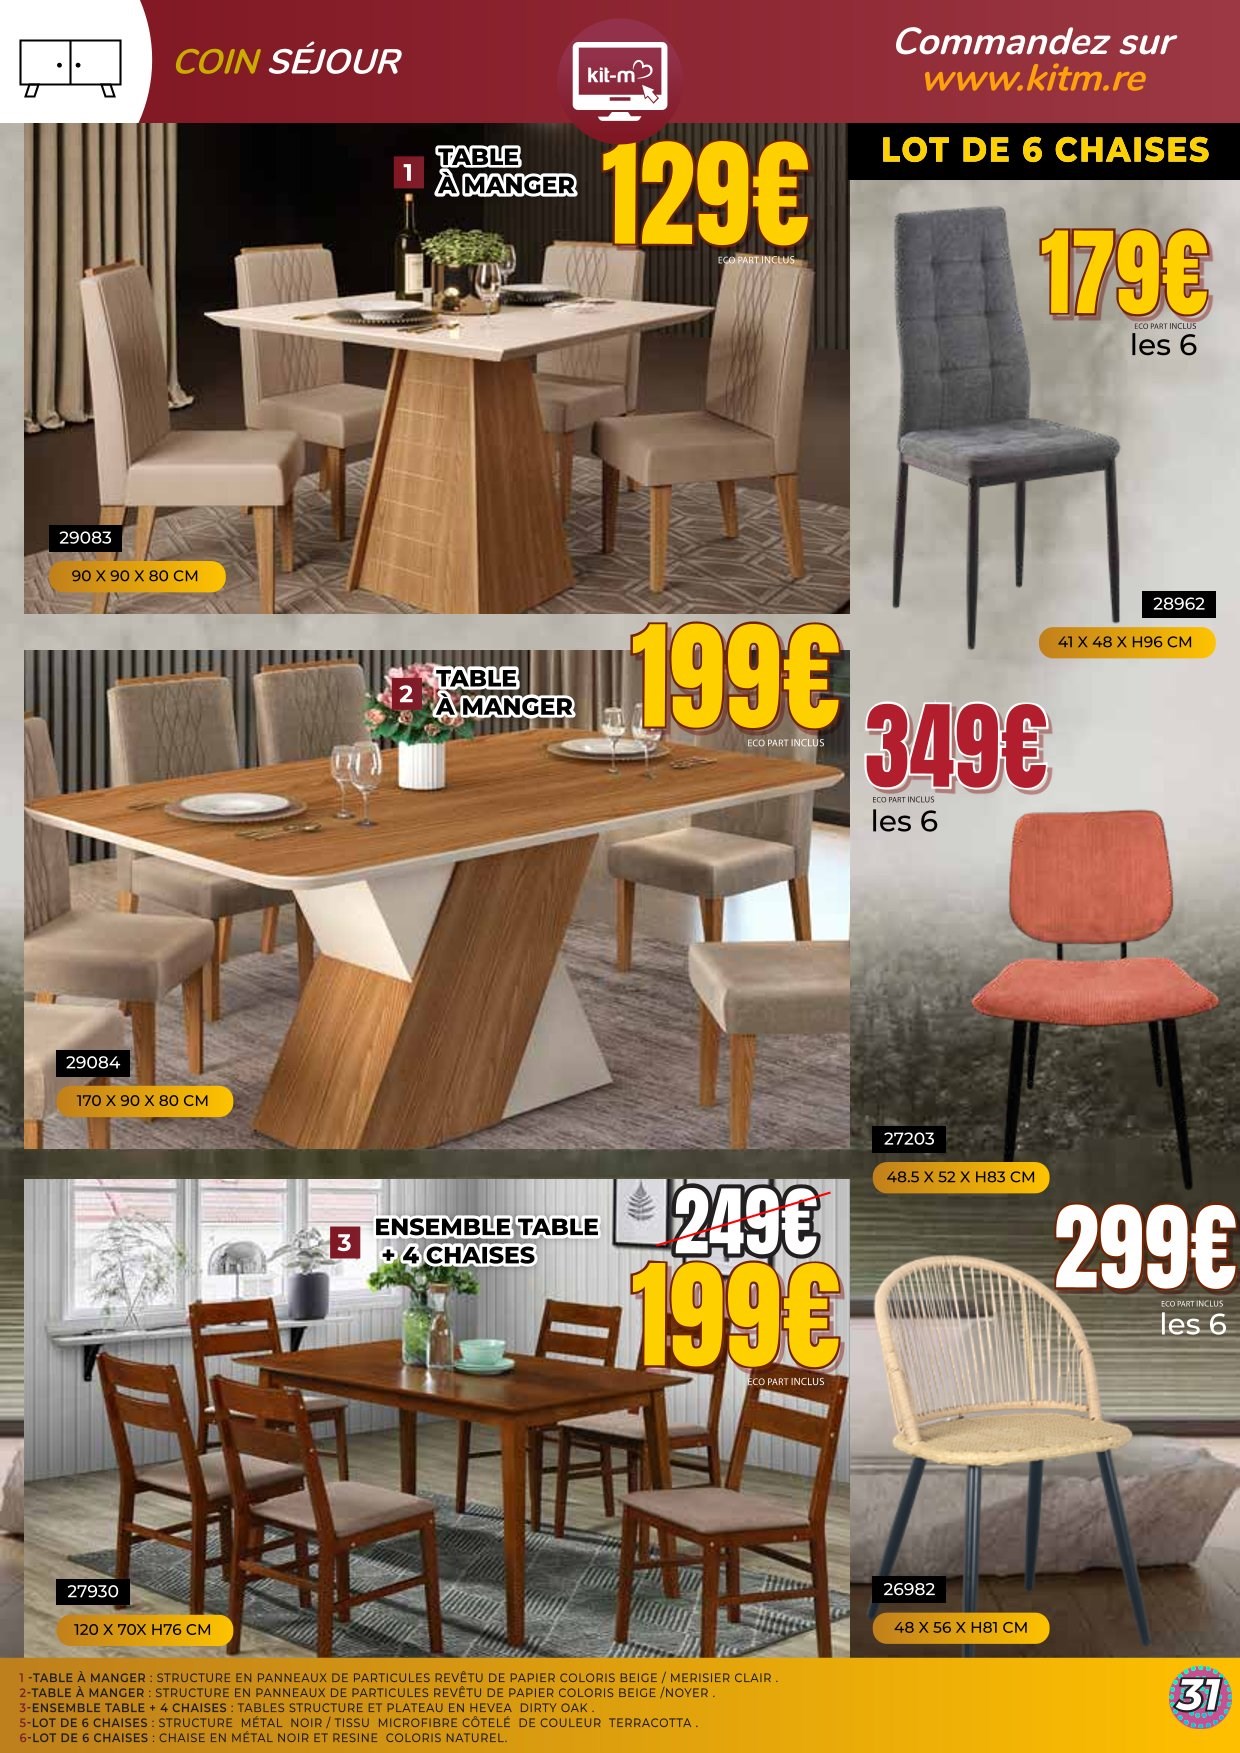 COIN SÉJOUR
kit-m
Commandez sur
www.kitm.re
1
TABLE
À MANGER
129€
ECO PART INCLUS
29083
90 X 90 X 80 CM
LOT DE 6 CHAISES
179€
ECO PART INCLUS
les 6
28962
41 X 48 X H96 CM
2
TABLE
À MANGER
199€
ECO PART INCLUS
29084
170 X 90 X 80 CM
349€
ECO PART INCLUS
les 6
27203
48.5 X 52 X H83 CM
3
ENSEMBLE TABLE
+ 4 CHAISES
249€
199€
ECO PART INCLUS
27930
120 X 70X H76 CM
299€
ECO PART INCLUS
les 6
26982
48 X 56 X H81 CM
1 -TABLE À MANGER : STRUCTURE EN PANNEAUX DE PARTICULES REVÊTU DE PAPIER COLORIS BEIGE / MERISIER CLAIR .
2-TABLE À MANGER : STRUCTURE EN PANNEAUX DE PARTICULES REVÊTU DE PAPIER COLORIS BEIGE /NOYER .
3-ENSEMBLE TABLE + 4 CHAISES : TABLES STRUCTURE ET PLATEAU EN HEVEA DIRTY OAK .
5-LOT DE 6 CHAISES : STRUCTURE MÉTAL NOIR / TISSU MICROFIBRE CÔTELÉ DE COULEUR TERRACOTTA .
6-LOT DE 6 CHAISES : CHAISE EN MÉTAL NOIR ET RESINE COLORIS NATUREL.
31